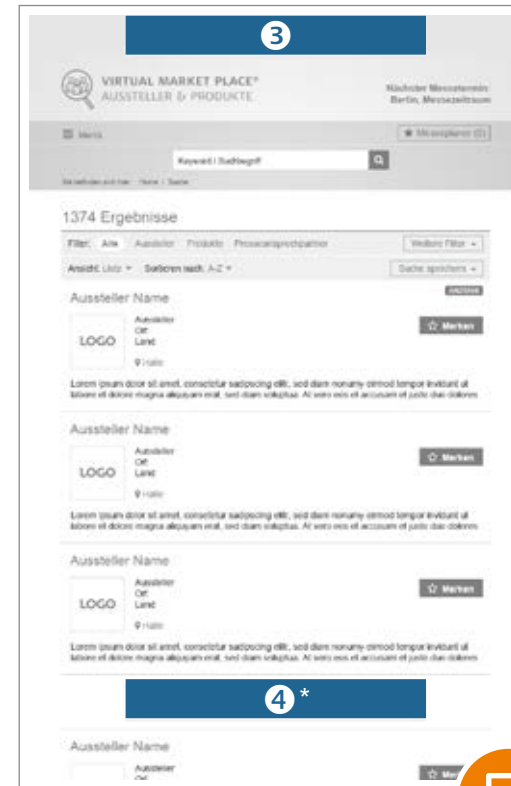 3
VIRTUAL MARKET PLACE®
AUSSTELLER & PRODUKTE
Nächster Messetermin:
Berlin, Messezeitraum
Menü
Messeplaner (0)
Keyword / Suchbegriff
Sie befinden sich hier: Home / Suche
1374 Ergebnisse
Filter: Alle Aussteller Produkte Presseansprechpartner Weitere Filter
Ansicht: Liste Sortieren nach: A-Z Suche speichern
ANZEIGE
Aussteller Name
LOGO
Aussteller
Ort
Land
Halle
Merken
Lorem ipsum dolor sit amet, consetetur sadipscing elitr, sed diam nonumy eirmod tempor invidunt ut
labore et dolore magna aliquyam erat, sed diam voluptua. At vero eos et accusam et justo duo dolores
Aussteller Name
LOGO
Aussteller
Ort
Land
Halle
Merken
Lorem ipsum dolor sit amet, consetetur sadipscing elitr, sed diam nonumy eirmod tempor invidunt ut
labore et dolore magna aliquyam erat, sed diam voluptua. At vero eos et accusam et justo duo dolores
Aussteller Name
LOGO
Aussteller
Ort
Land
Halle
Merken
Lorem ipsum dolor sit amet, consetetur sadipscing elitr, sed diam nonumy eirmod tempor invidunt ut
labore et dolore magna aliquyam erat, sed diam voluptua. At vero eos et accusam et justo duo dolores
4 *
Aussteller Name
Aussteller
Ort